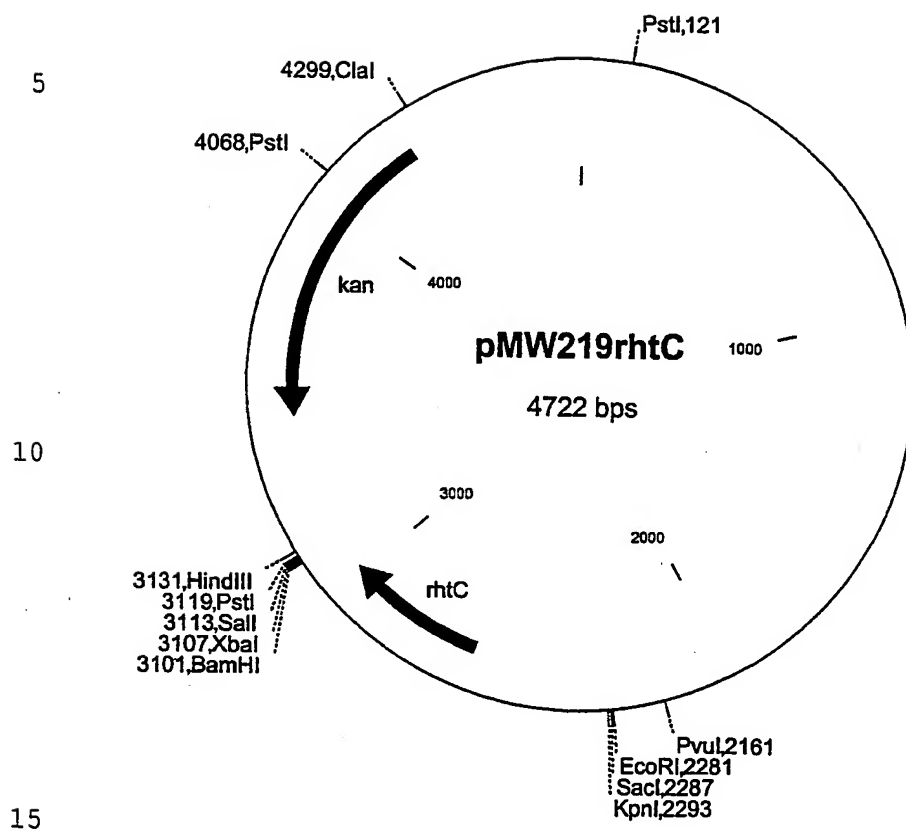 PstI,121
5
4299,ClaI
4068,PstI
kan
4000
pMW219rhtC
1000
4722 bps
10
3000
2000
rhtC
3131,HindIII
3119,PstI
3113,SalI
3107,XbaI
3101,BamHI
PvuI,2161
EcoRI,2281
SacI,2287
KpnI,2293
15